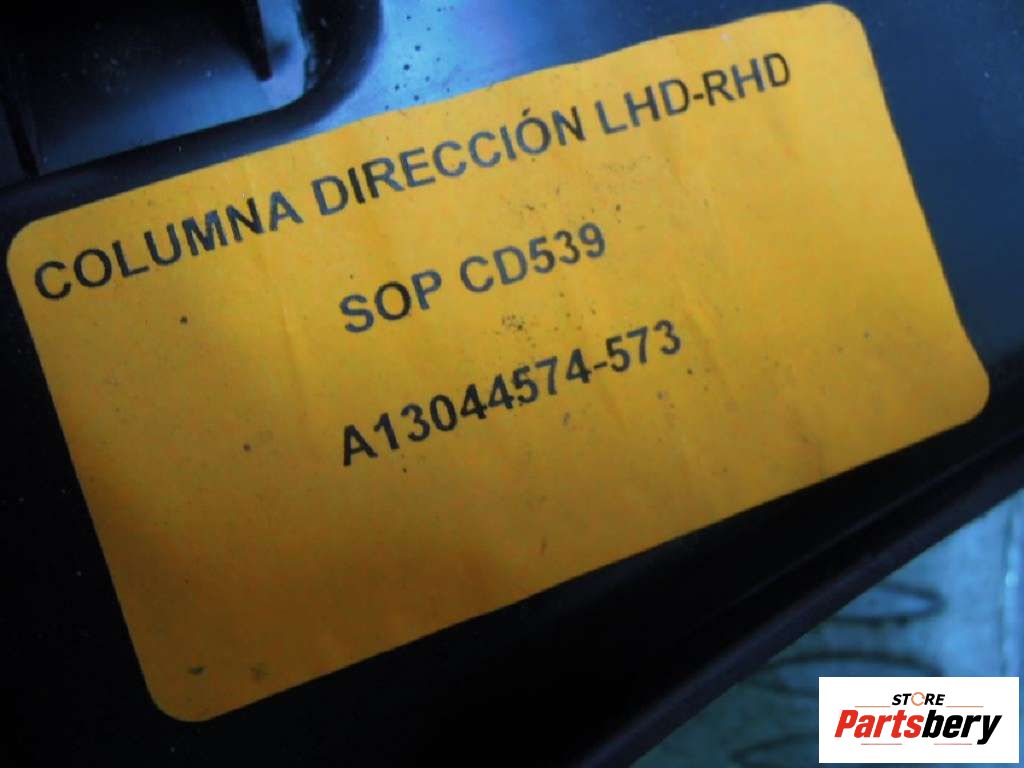 COLUMNA DIRECCIÓN LHD-RHD
SOP CD539
A13044574-573
STORE
Partsbery